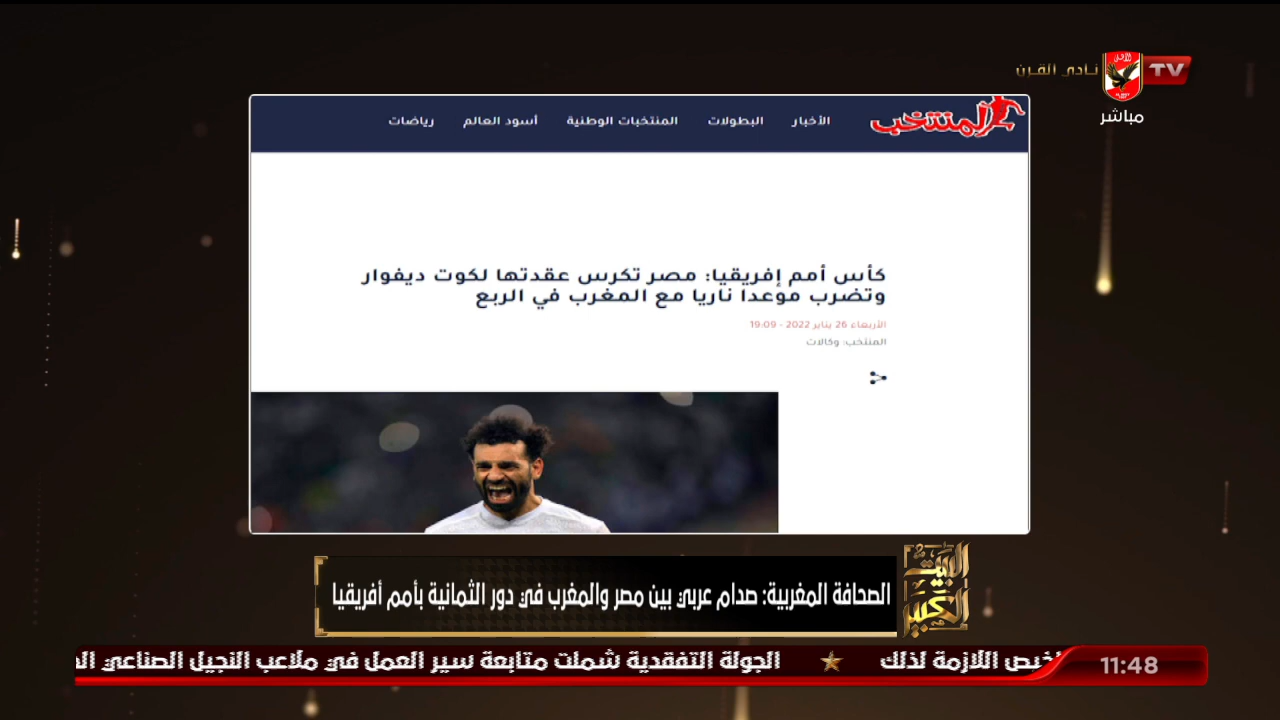 نادي القرن
TV
مباشر
المنتخب
الأخبار البطولات المنتخبات الوطنية أسود العالم رياضات
كأس أمم إفريقيا: مصر تكرس عقدتها لكوت ديفوار
وتضرب موعدا ناريا مع المغرب في الربع
الأربعاء 26 يناير 2022 - 19:09
المنتخب: وكالات
البيت الكبير
الصحافة المغربية: صدام عربي بين مصر والمغرب في دور الثمانية بأمم أفريقيا
اللازمة لذلك ★ الجولة التفقدية شملت متابعة سير العمل في ملاعب النجيل الصناعي
11:48